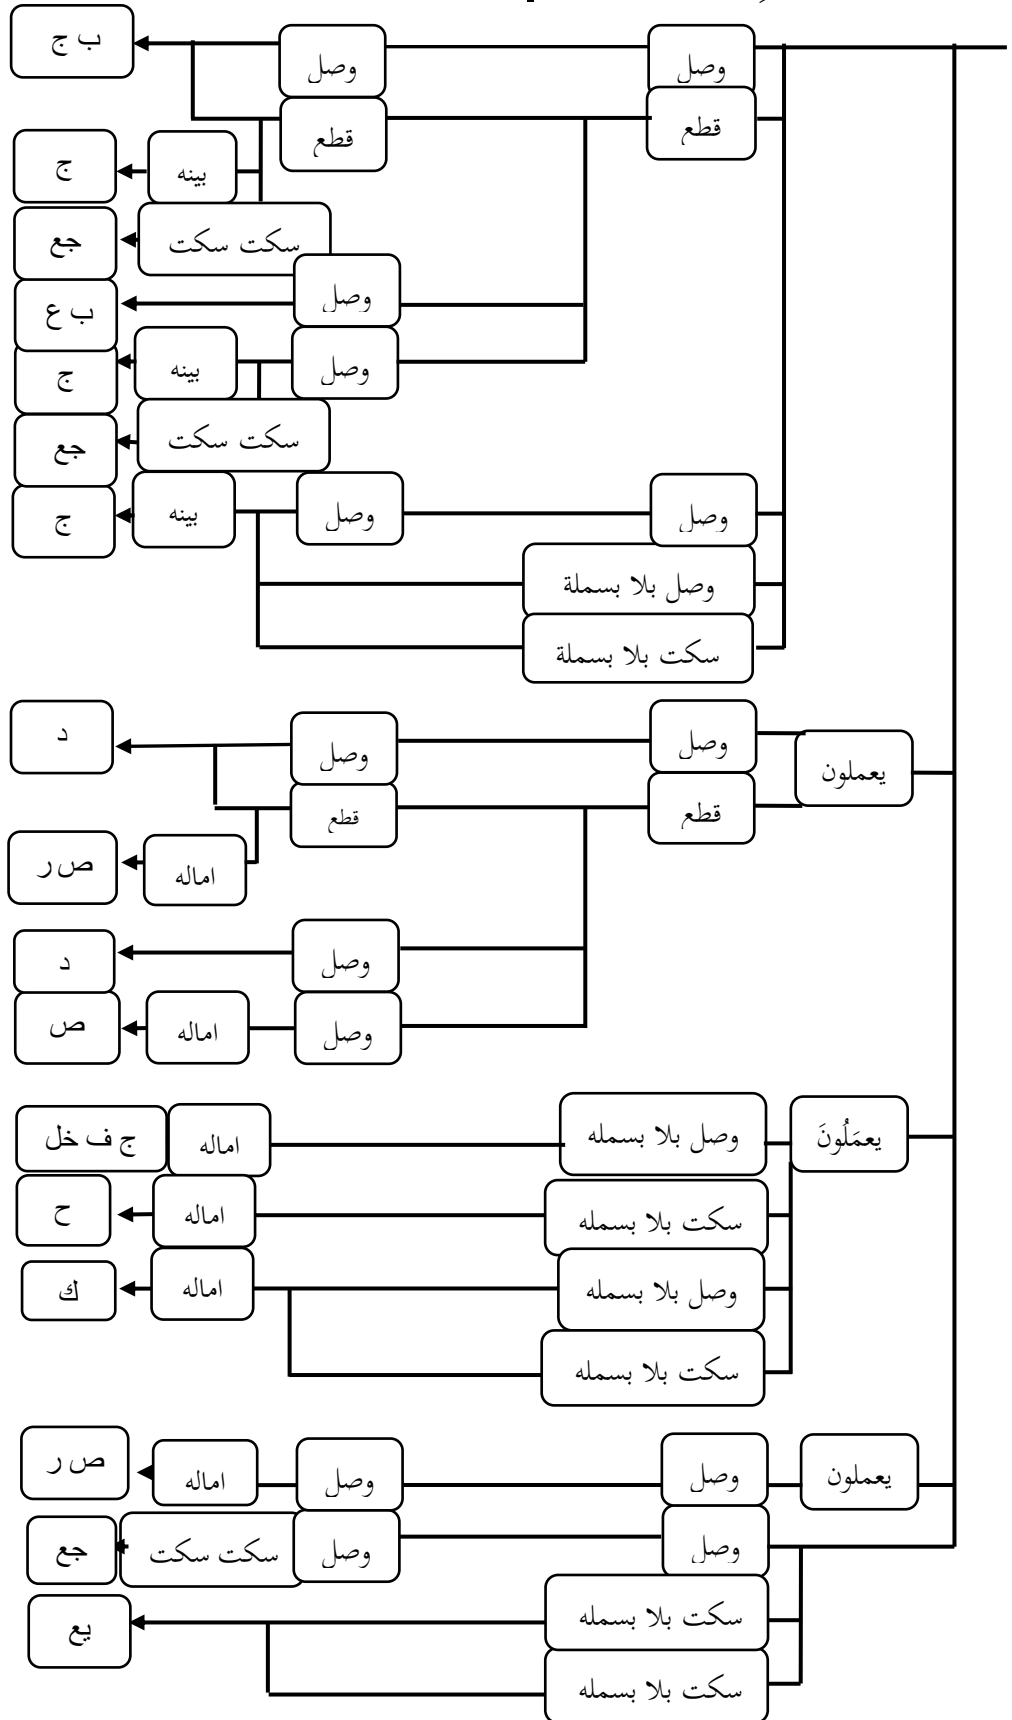 وصل وصل ب ج
قطع قطع
بينه ج
سكت سكت جع
وصل ب ع
وصل بينه ج
سكت سكت جع
وصل وصل بينه ج
وصل بلا بسملة
سكت بلا بسملة
يعملون وصل وصل د
قطع قطع
اماله ص ر
وصل د
وصل اماله ص
يعمَلُونَ وصل بلا بسمله اماله ج ف خل
سكت بلا بسمله اماله ح
وصل بلا بسمله اماله ك
سكت بلا بسمله
يعملون وصل وصل اماله ص ر
وصل وصل سكت سكت جع
سكت بلا بسمله يع
سكت بلا بسمله